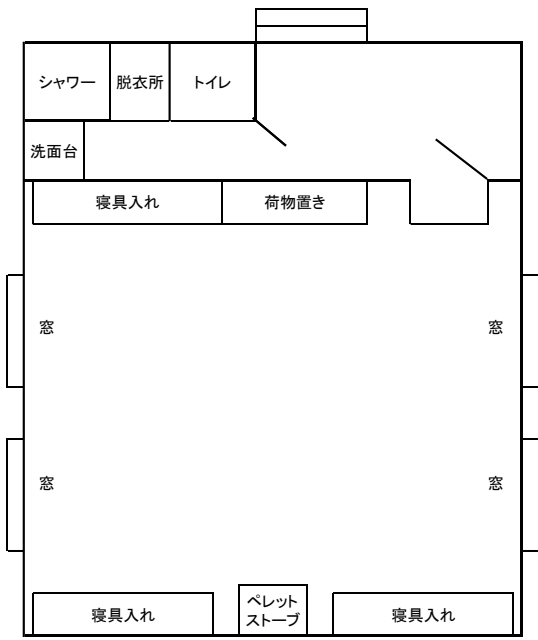 シャワー
脱衣所
トイレ
洗面台
寝具入れ
荷物置き
窓
窓
窓
窓
寝具入れ
ペレット
ストーブ
寝具入れ